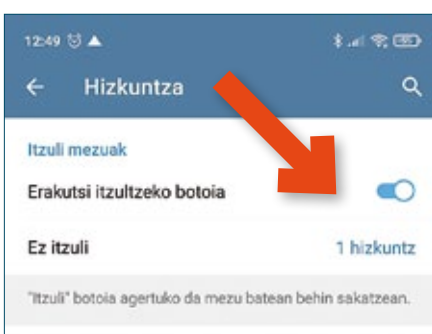 12:49
Hizkuntza
Itzuli mezuak
Erakutsi itzultzeko botoia
Ez itzuli 1 hizkuntz
"Itzuli" botoia agertuko da mezu batean behin sakatzean.